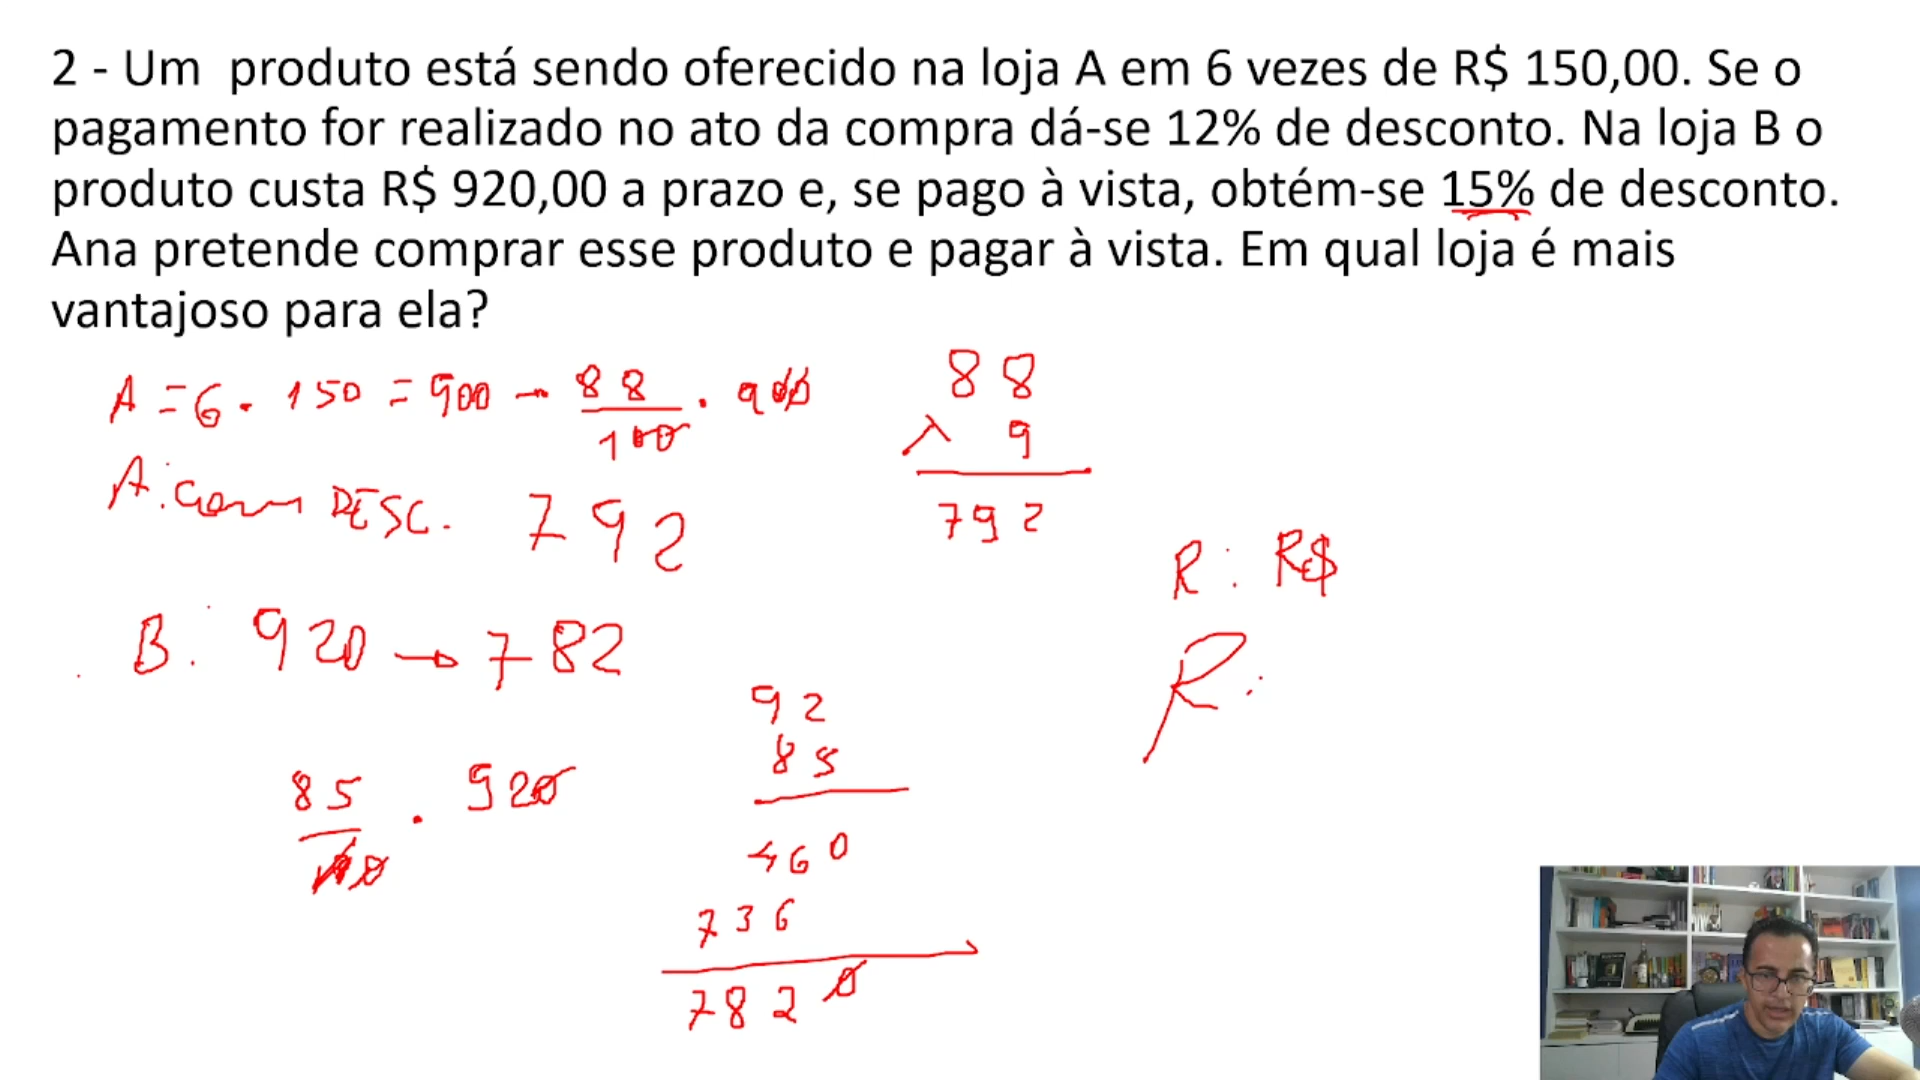 2 - Um produto está sendo oferecido na loja A em 6 vezes de R$ 150,00. Se o
pagamento for realizado no ato da compra dá-se 12% de desconto. Na loja B o
produto custa R$ 920,00 a prazo e, se pago à vista, obtém-se 15% de desconto.
Ana pretende comprar esse produto e pagar à vista. Em qual loja é mais
vantajoso para ela?
A = 6 . 150 = 900 → 88/100 . 900
A: com DESC. 792
88
x 9
792
R: R$
B: 920 → 782
R:
85/100 . 920
92
85
460
736
7820